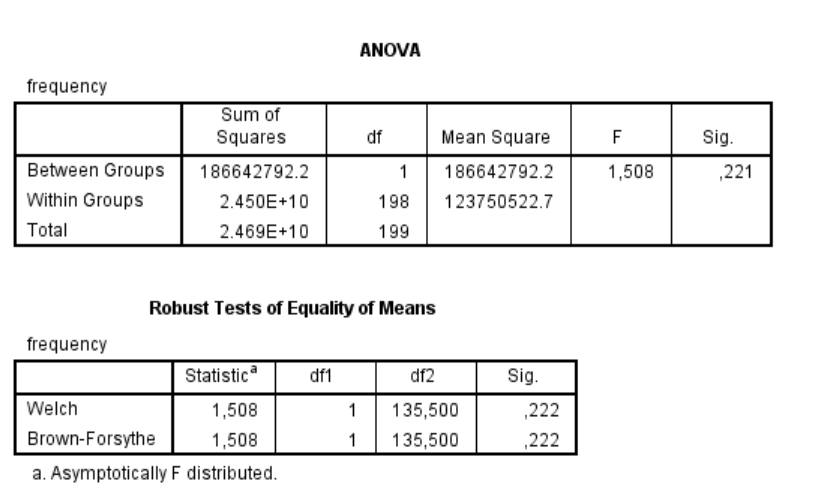 ANOVA
frequency
Sum of Squares df Mean Square F Sig.
Between Groups 186642792.2 1 186642792.2 1,508 ,221
Within Groups 2.450E+10 198 123750522.7
Total 2.469E+10 199
Robust Tests of Equality of Means
frequency
Statistic^a df1 df2 Sig.
Welch 1,508 1 135,500 ,222
Brown-Forsythe 1,508 1 135,500 ,222
a. Asymptotically F distributed.